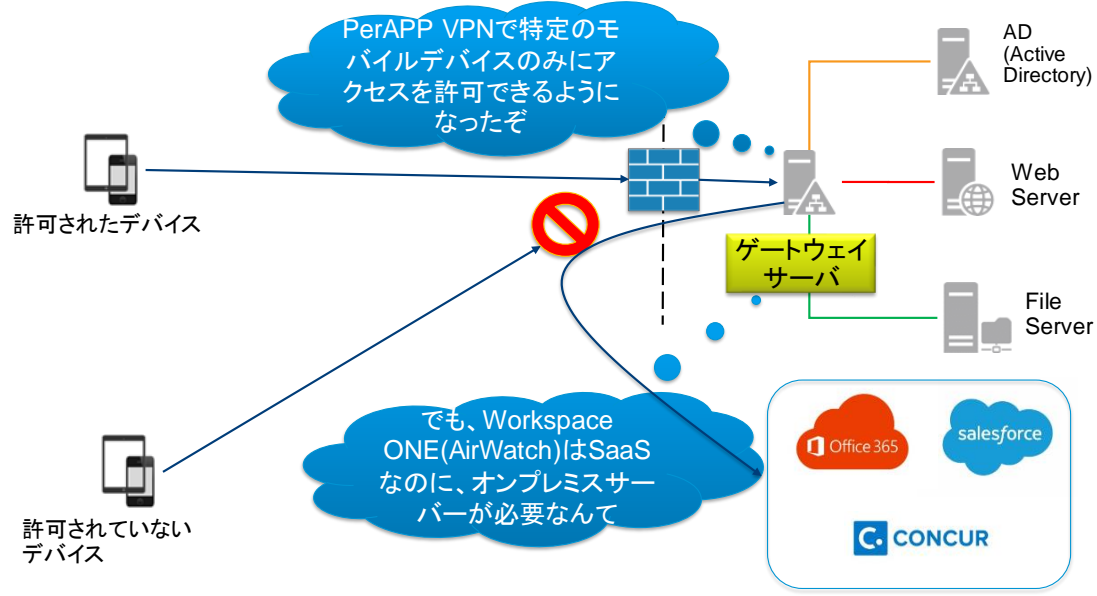 PerAPP VPNで特定のモ
バイルデバイスのみにア
クセスを許可できるように
なったぞ
AD
(Active
Directory)
許可されたデバイス
Web
Server
ゲートウェイ
サーバ
File
Server
でも、Workspace
ONE(AirWatch)はSaaS
なのに、オンプレミスサー
バーが必要なんて
Office 365
salesforce
許可されていない
デバイス
C.
CONCUR